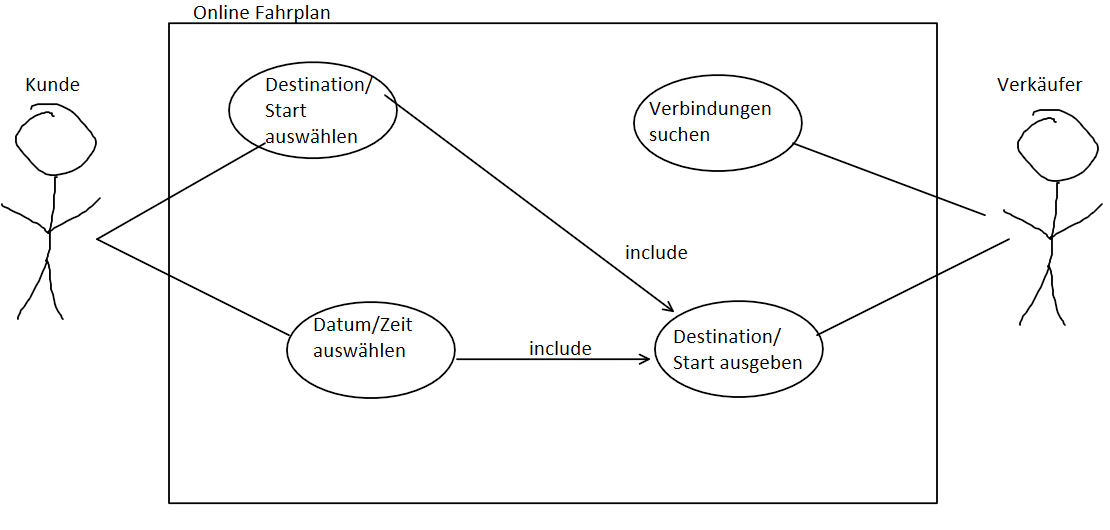 Online Fahrplan
Kunde
Verkäufer
Destination/
Start
auswählen
Verbindungen
suchen
include
Datum/Zeit
auswählen
include
Destination/
Start ausgeben